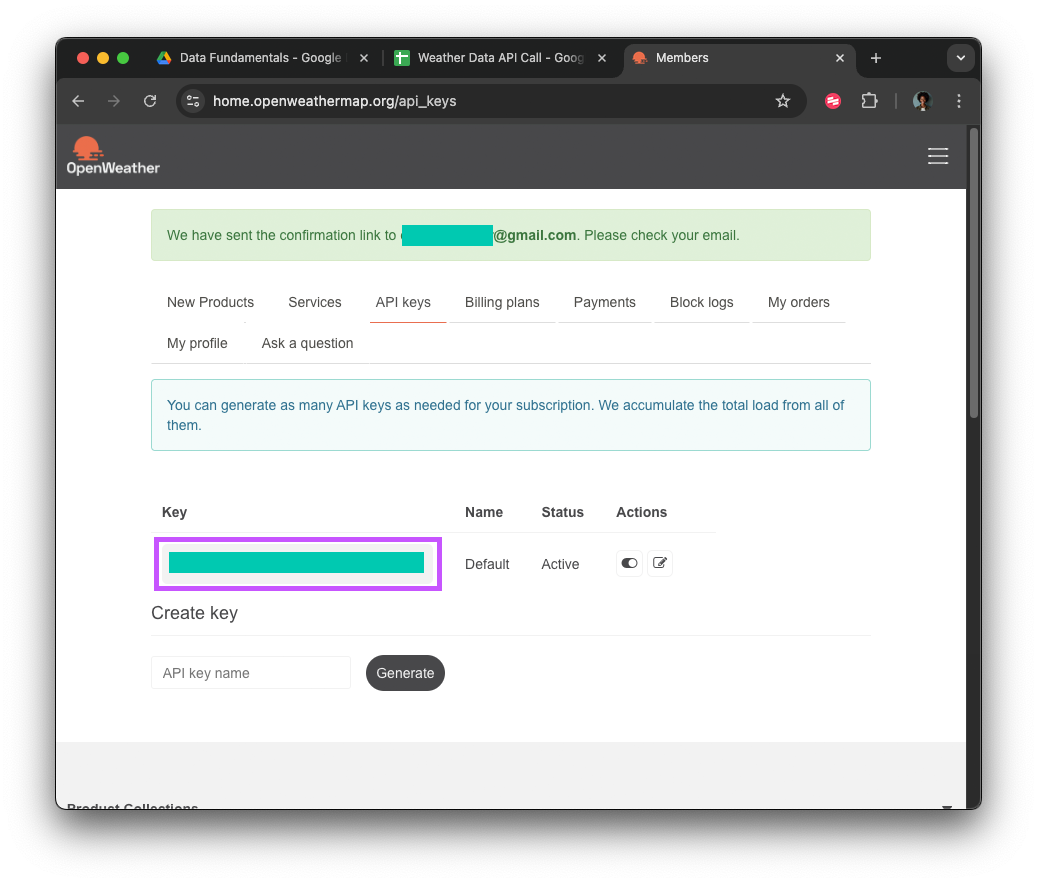 Data Fundamentals - Google
Weather Data API Call - Goog
Members
home.openweathermap.org/api_keys
OpenWeather
We have sent the confirmation link to @gmail.com. Please check your email.
New Products Services API keys Billing plans Payments Block logs My orders
My profile Ask a question
You can generate as many API keys as needed for your subscription. We accumulate the total load from all of
them.
Key Name Status Actions
Default Active
Create key
API key name Generate
Product Collections